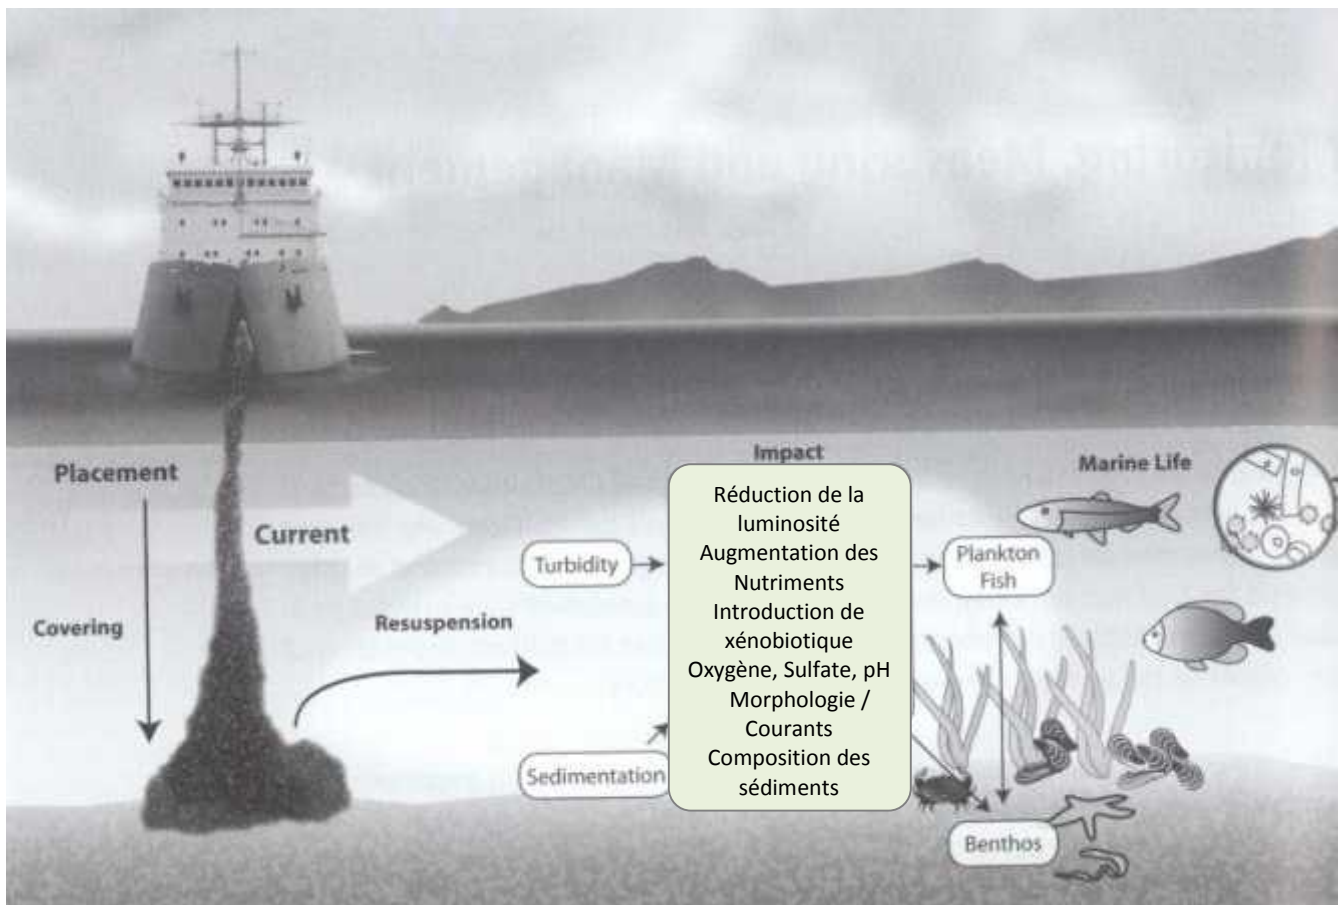 Placement
Current
Covering
Resuspension
Turbidity
Sedimentation
Impact
Réduction de la
luminosité
Augmentation des
Nutriments
Introduction de
xénobiotique
Oxygène, Sulfate, pH
Morphologie /
Courants
Composition des
sédiments
Marine Life
Plankton
Fish
Benthos